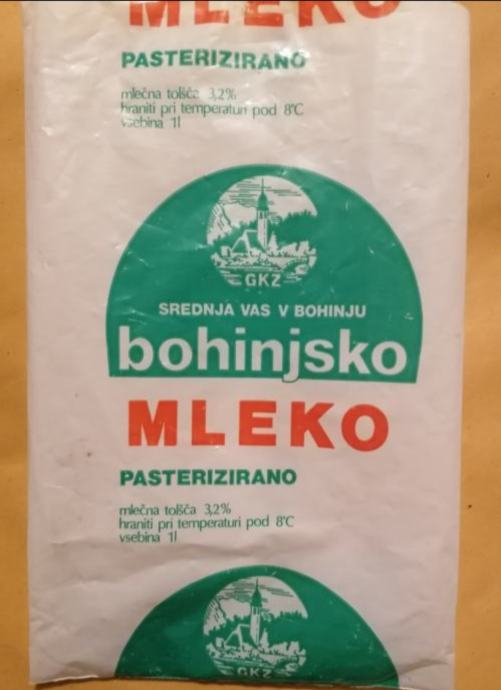 MLEKO
PASTERIZIRANO
mlečna tolšča 3,2%
hraniti pri temperaturi pod 8°C
vsebina 1l
GKZ
SREDNJA VAS V BOHINJU
bohinjsko
MLEKO
PASTERIZIRANO
mlečna tolšča 3,2%
hraniti pri temperaturi pod 8°C
vsebina 1l
GKZ